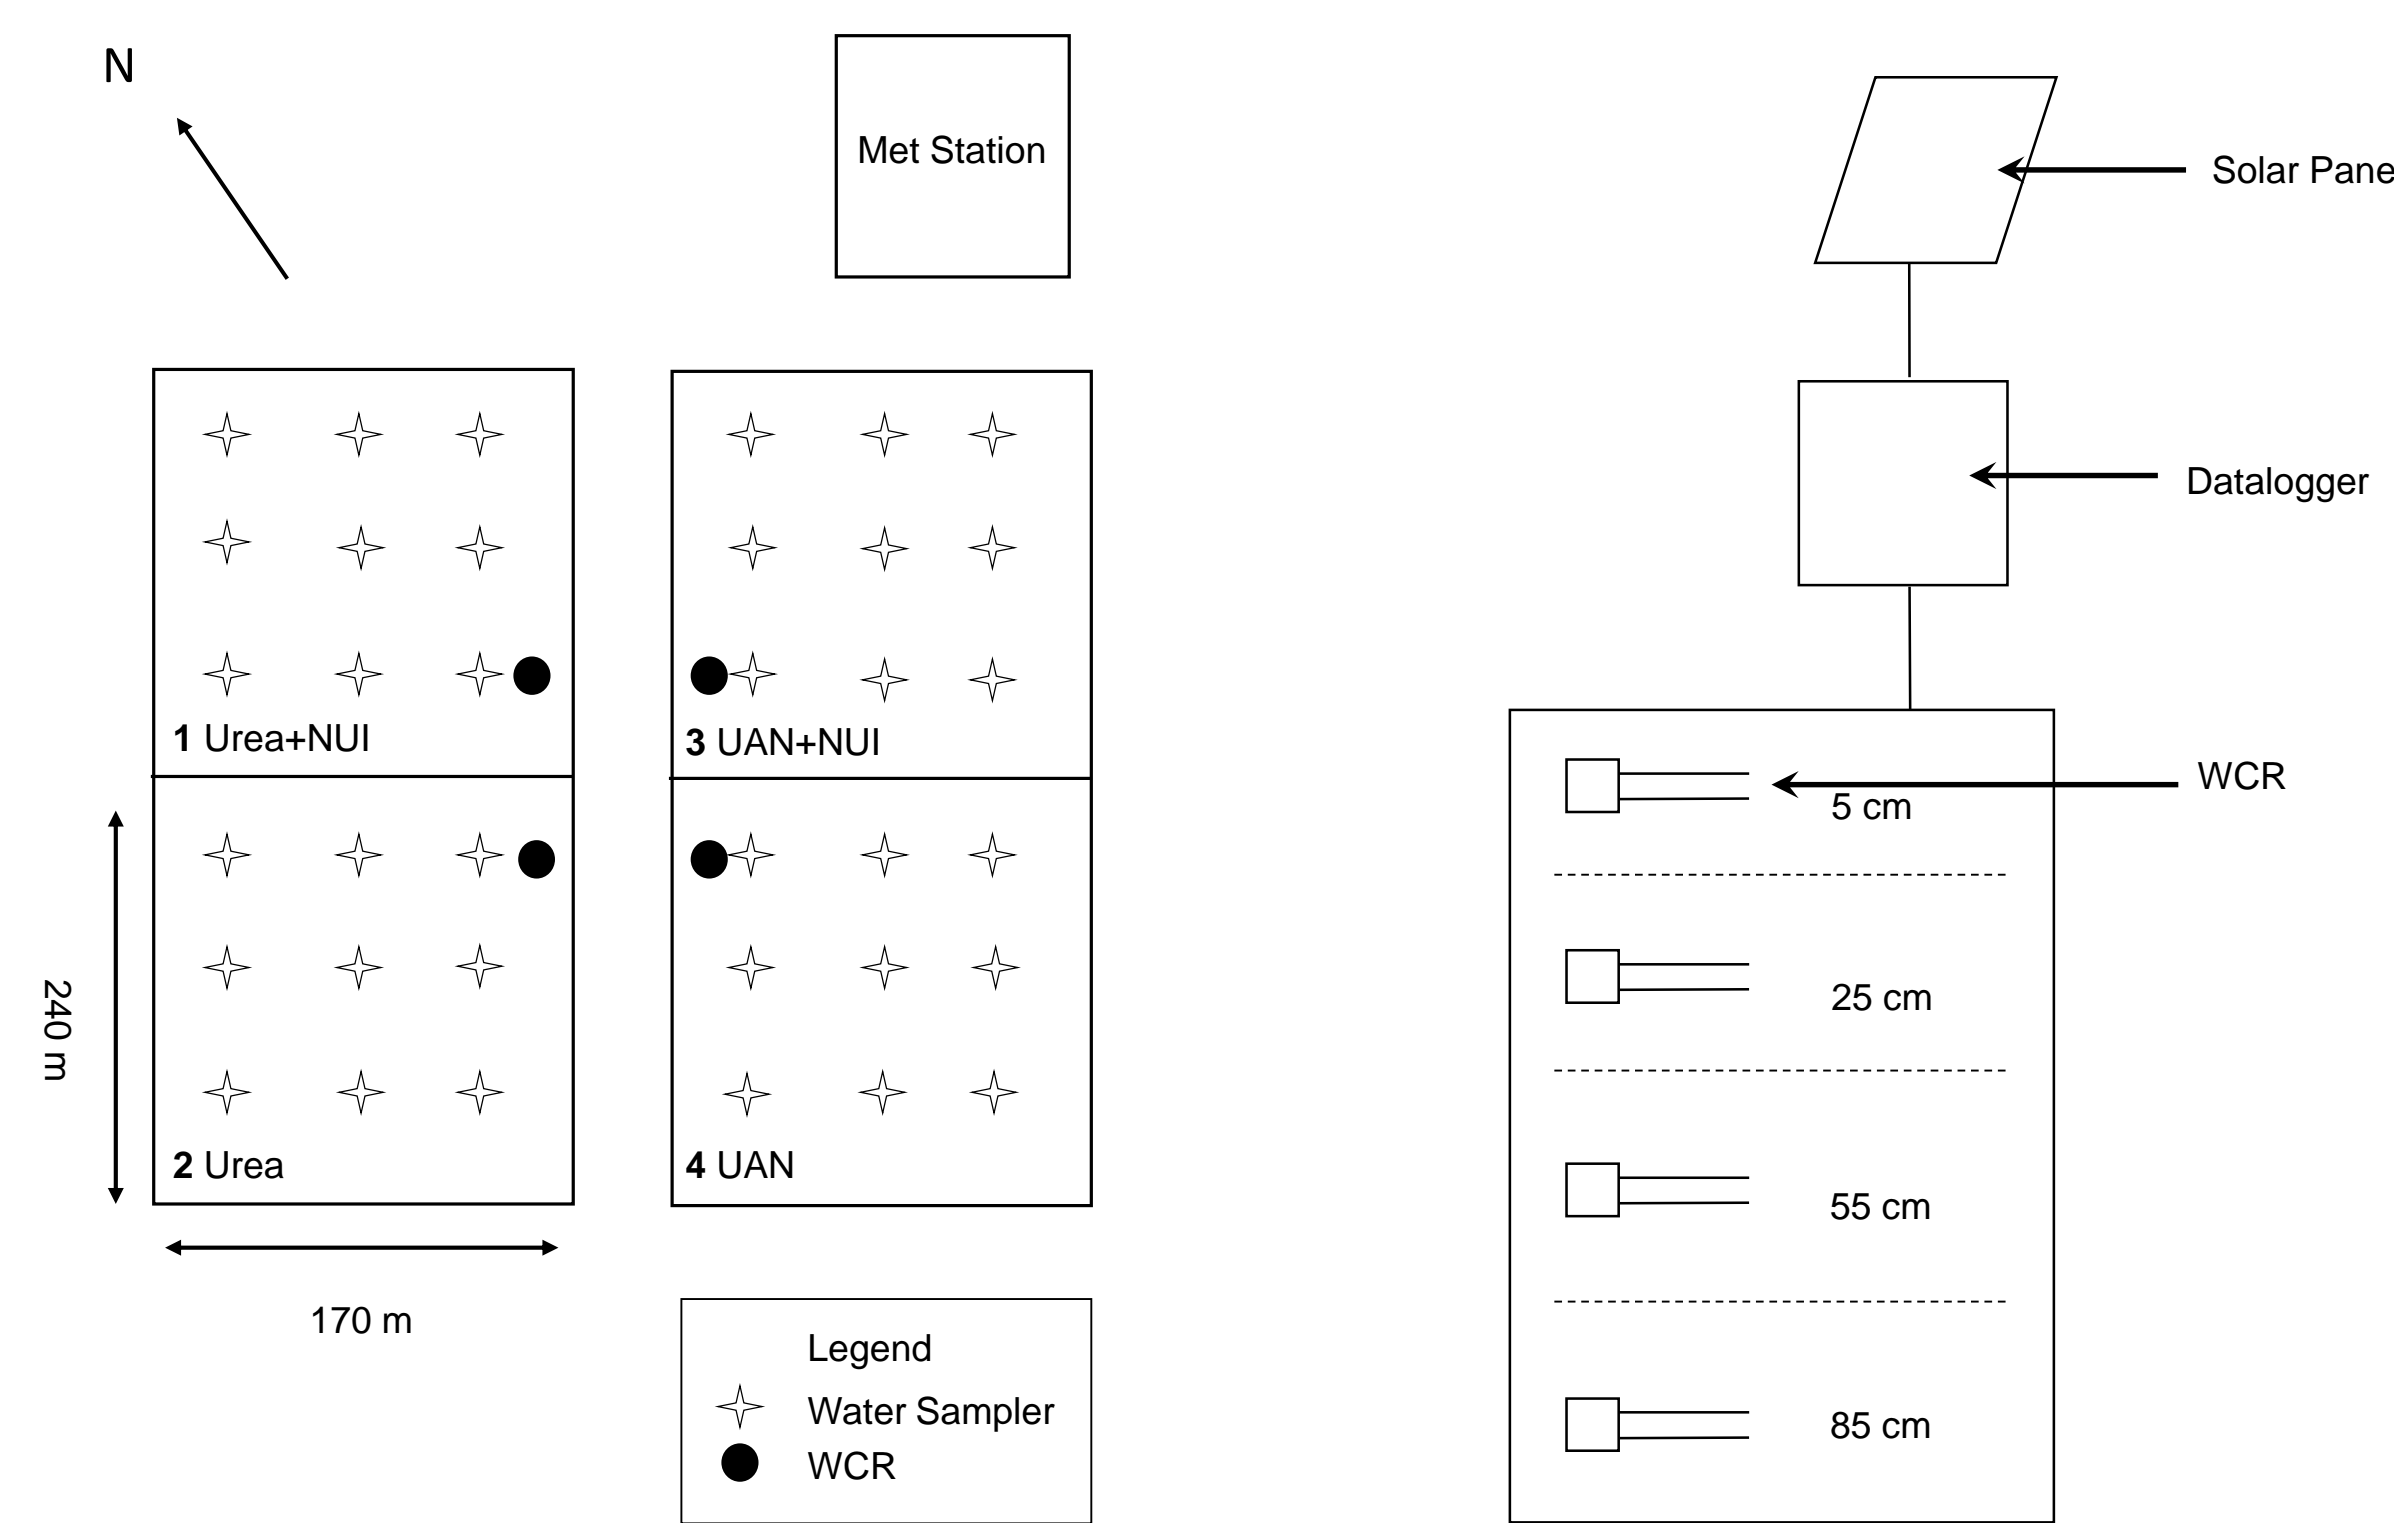 N
Met Station
1 Urea+NUI
3 UAN+NUI
2 Urea
4 UAN
240 m
170 m
Legend
Water Sampler
WCR
Solar Pane
Datalogger
WCR
5 cm
25 cm
55 cm
85 cm